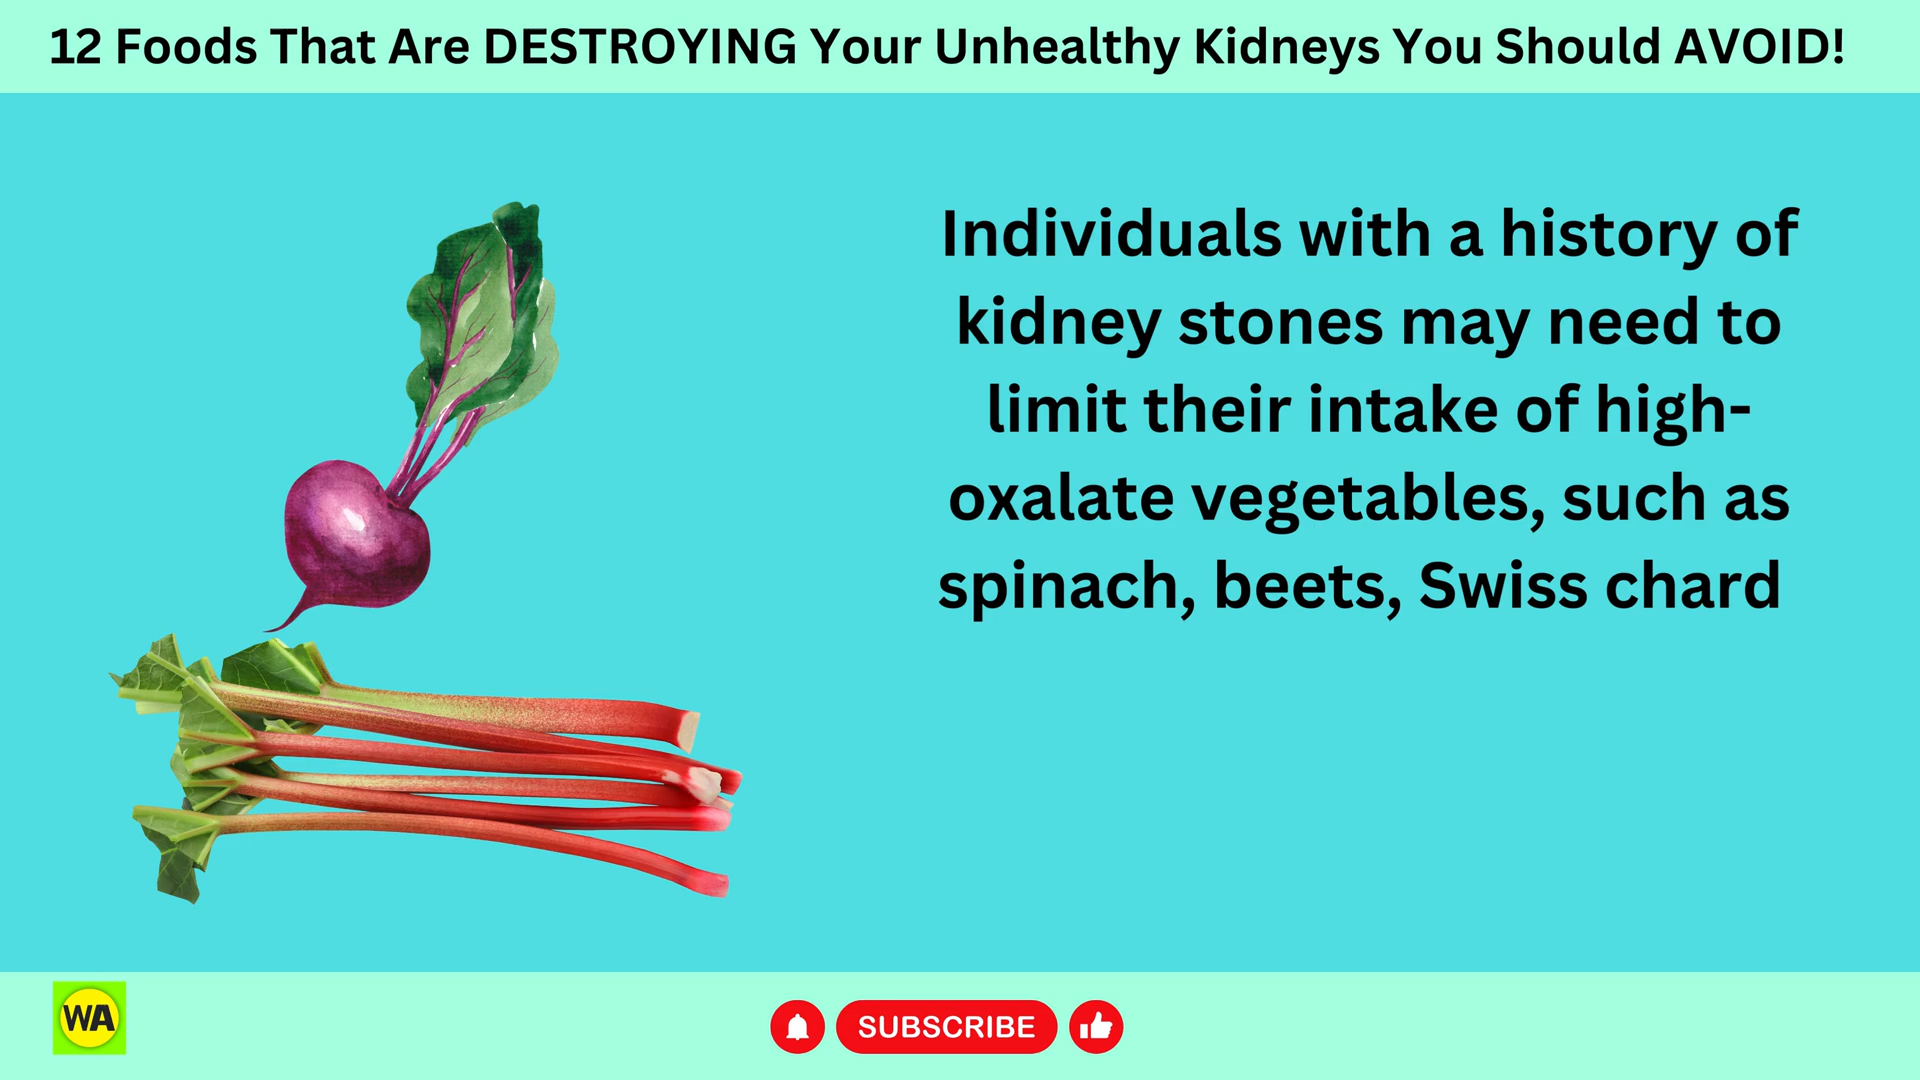 12 Foods That Are DESTROYING Your Unhealthy Kidneys You Should AVOID!
Individuals with a history of
kidney stones may need to
limit their intake of high-
oxalate vegetables, such as
spinach, beets, Swiss chard
WA
SUBSCRIBE